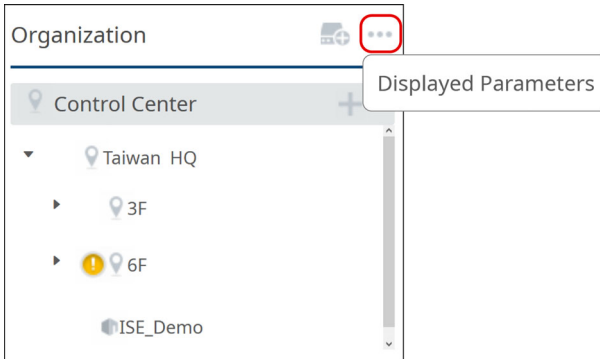 Organization
Displayed Parameters
Control Center
Taiwan HQ
3F
6F
ISE_Demo